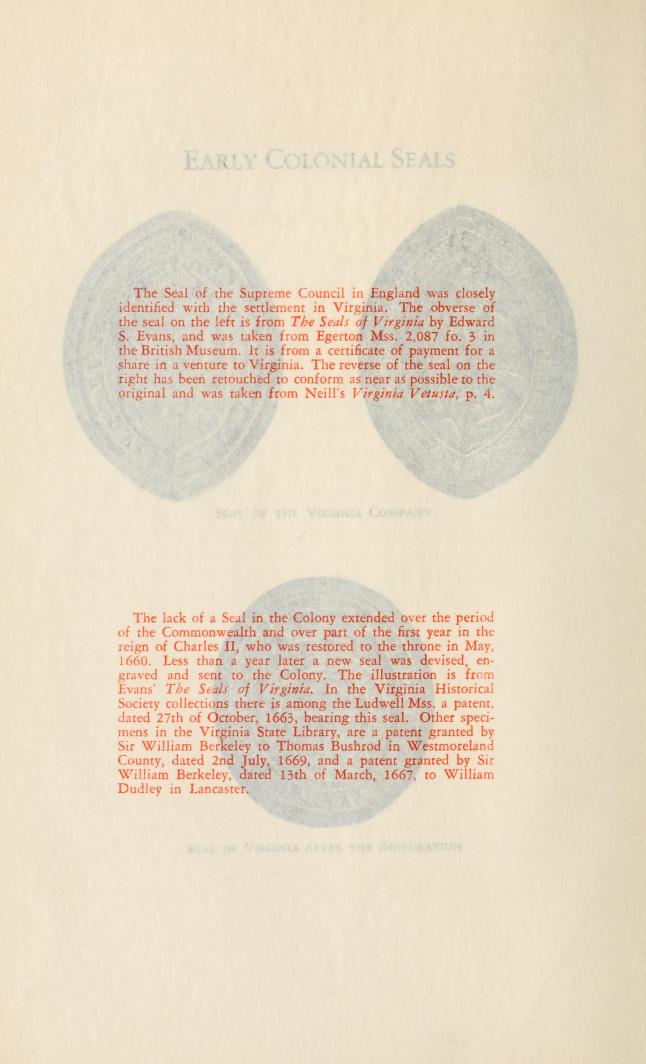 EARLY COLONIAL SEALS
The Seal of the Supreme Council in England was closely
identified with the settlement in Virginia. The obverse of
the seal on the left is from The Seals of Virginia by Edward
S. Evans, and was taken from Egerton Mss. 2,087 fo. 3 in
the British Museum. It is from a certificate of payment for a
share in a venture to Virginia. The reverse of the seal on the
right has been retouched to conform as near as possible to the
original and was taken from Neill's Virginia Vetusta, p. 4.
SEAL OF THE VIRGINIA COMPANY
The lack of a Seal in the Colony extended over the period
of the Commonwealth and over part of the first year in the
reign of Charles II, who was restored to the throne in May,
1660. Less than a year later a new seal was devised, en-
graved and sent to the Colony. The illustration is from
Evans' The Seals of Virginia. In the Virginia Historical
Society collections there is among the Ludwell Mss. a patent,
dated 27th of October, 1663, bearing this seal. Other speci-
mens in the Virginia State Library, are a patent granted by
Sir William Berkeley to Thomas Bushrod in Westmoreland
County, dated 2nd July, 1669, and a patent granted by Sir
William Berkeley, dated 13th of March, 1667, to William
Dudley in Lancaster.
SEAL OF VIRGINIA AFTER THE RESTORATION